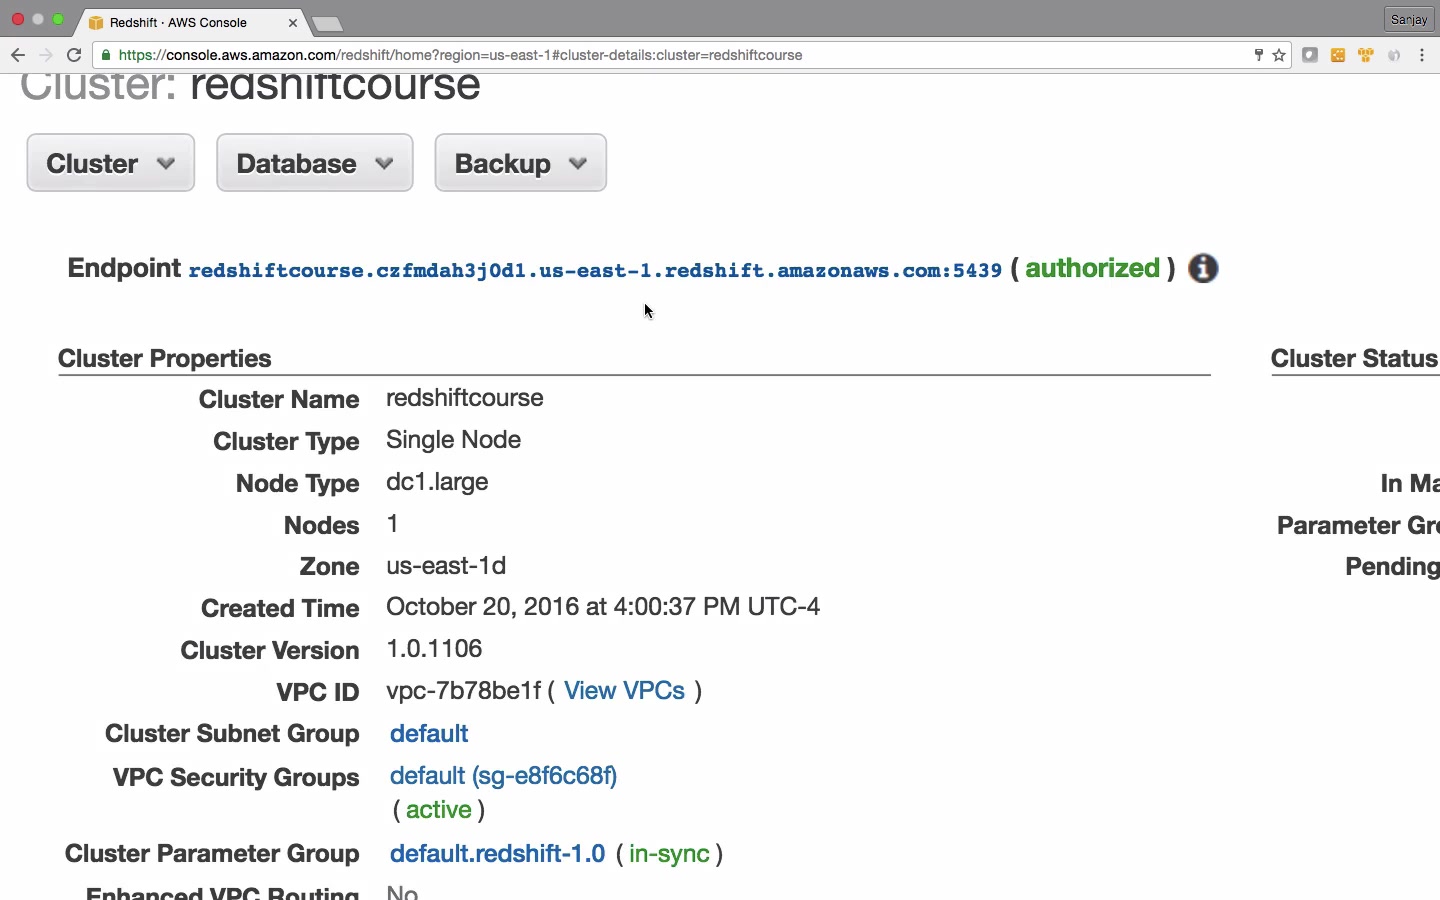 Redshift · AWS Console
Sanjay
https://console.aws.amazon.com/redshift/home?region=us-east-1#cluster-details:cluster=redshiftcourse
Cluster: redshiftcourse
Cluster Database Backup
Endpoint redshiftcourse.czfmdah3j0d1.us-east-1.redshift.amazonaws.com:5439 ( authorized )
Cluster Properties
Cluster Status
Cluster Name redshiftcourse
Cluster Type Single Node
Node Type dc1.large
In Ma
Nodes 1
Parameter Gro
Zone us-east-1d
Pending
Created Time October 20, 2016 at 4:00:37 PM UTC-4
Cluster Version 1.0.1106
VPC ID vpc-7b78be1f ( View VPCs )
Cluster Subnet Group default
VPC Security Groups default (sg-e8f6c68f)
( active )
Cluster Parameter Group default.redshift-1.0 ( in-sync )
Enhanced VPC Routing No